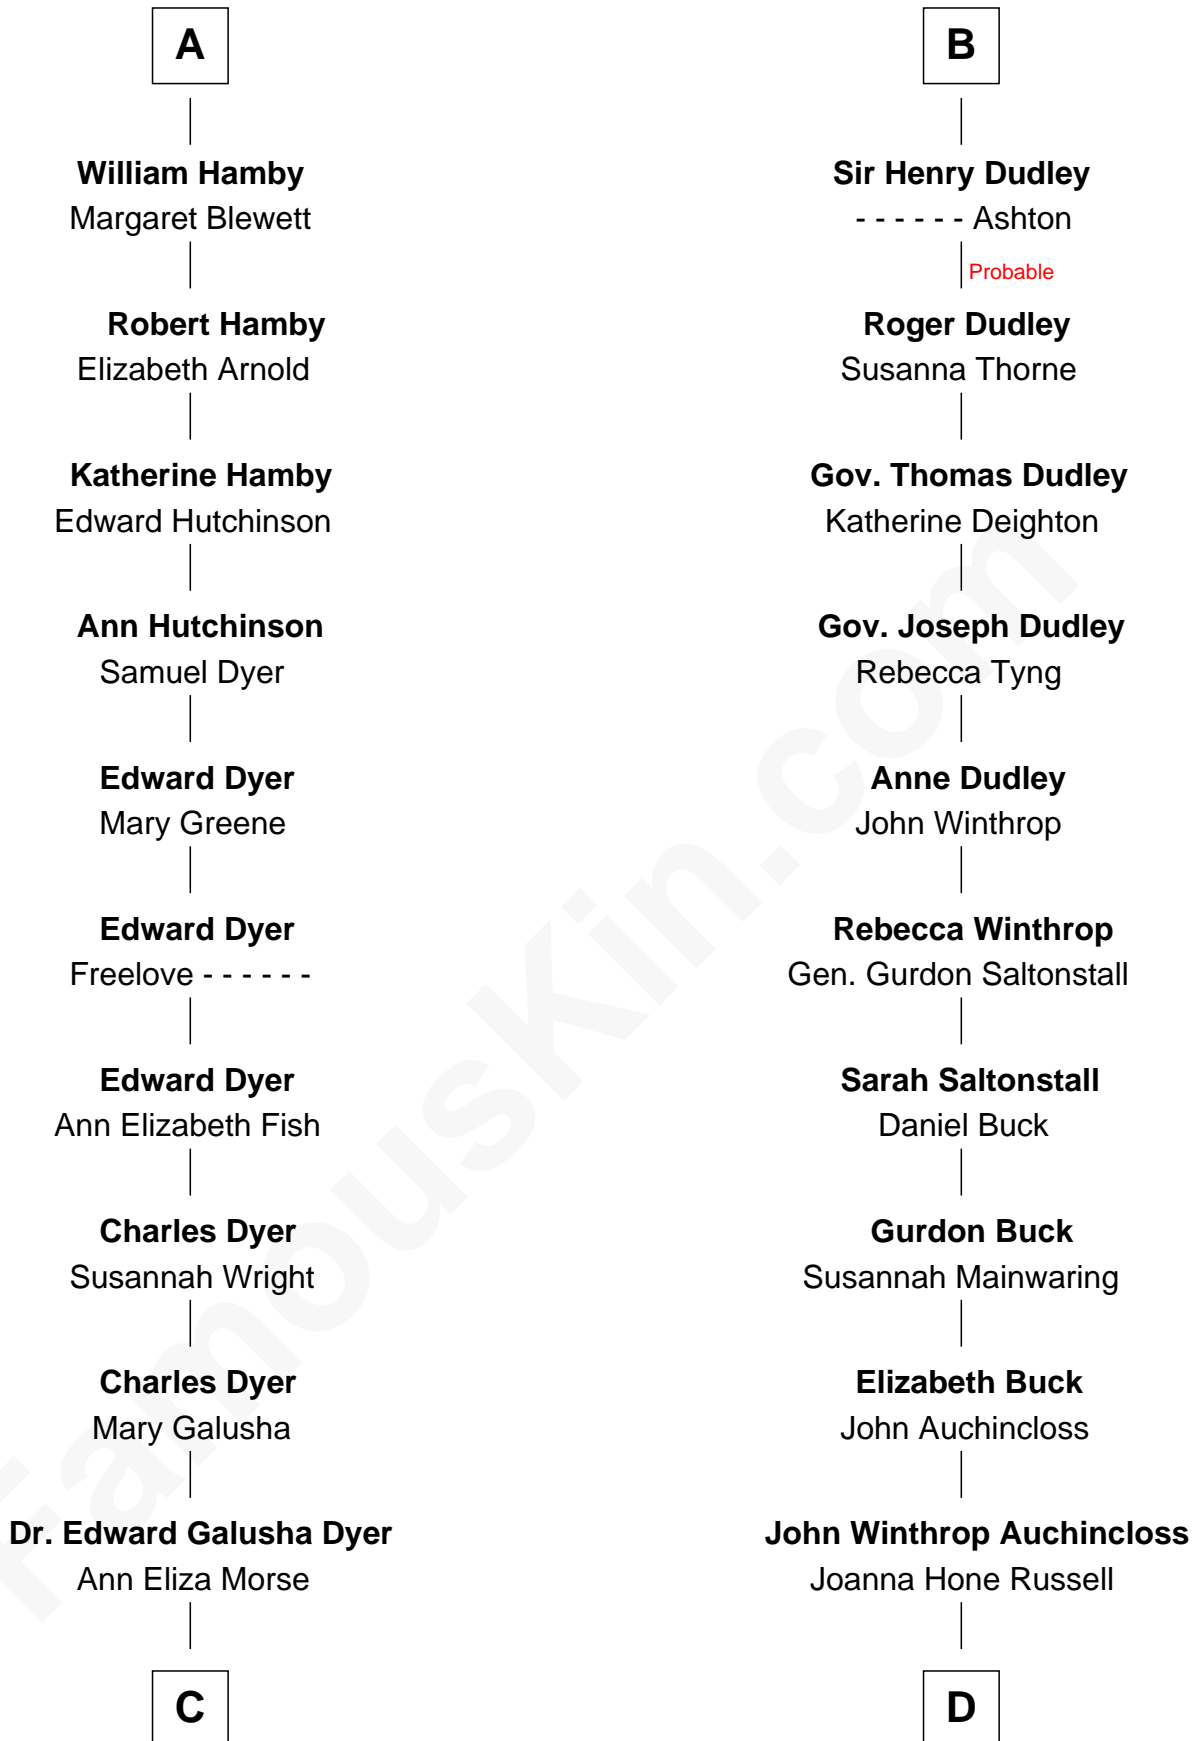 A
William Hamby
Margaret Blewett
Robert Hamby
Elizabeth Arnold
Katherine Hamby
Edward Hutchinson
Ann Hutchinson
Samuel Dyer
Edward Dyer
Mary Greene
Edward Dyer
Freelove - - - - - -
Edward Dyer
Ann Elizabeth Fish
Charles Dyer
Susannah Wright
Charles Dyer
Mary Galusha
Dr. Edward Galusha Dyer
Ann Eliza Morse
C
B
Sir Henry Dudley
- - - - - - Ashton
Probable
Roger Dudley
Susanna Thorne
Gov. Thomas Dudley
Katherine Deighton
Gov. Joseph Dudley
Rebecca Tyng
Anne Dudley
John Winthrop
Rebecca Winthrop
Gen. Gurdon Saltonstall
Sarah Saltonstall
Daniel Buck
Gurdon Buck
Susannah Mainwaring
Elizabeth Buck
John Auchincloss
John Winthrop Auchincloss
Joanna Hone Russell
D
FamousKin.com